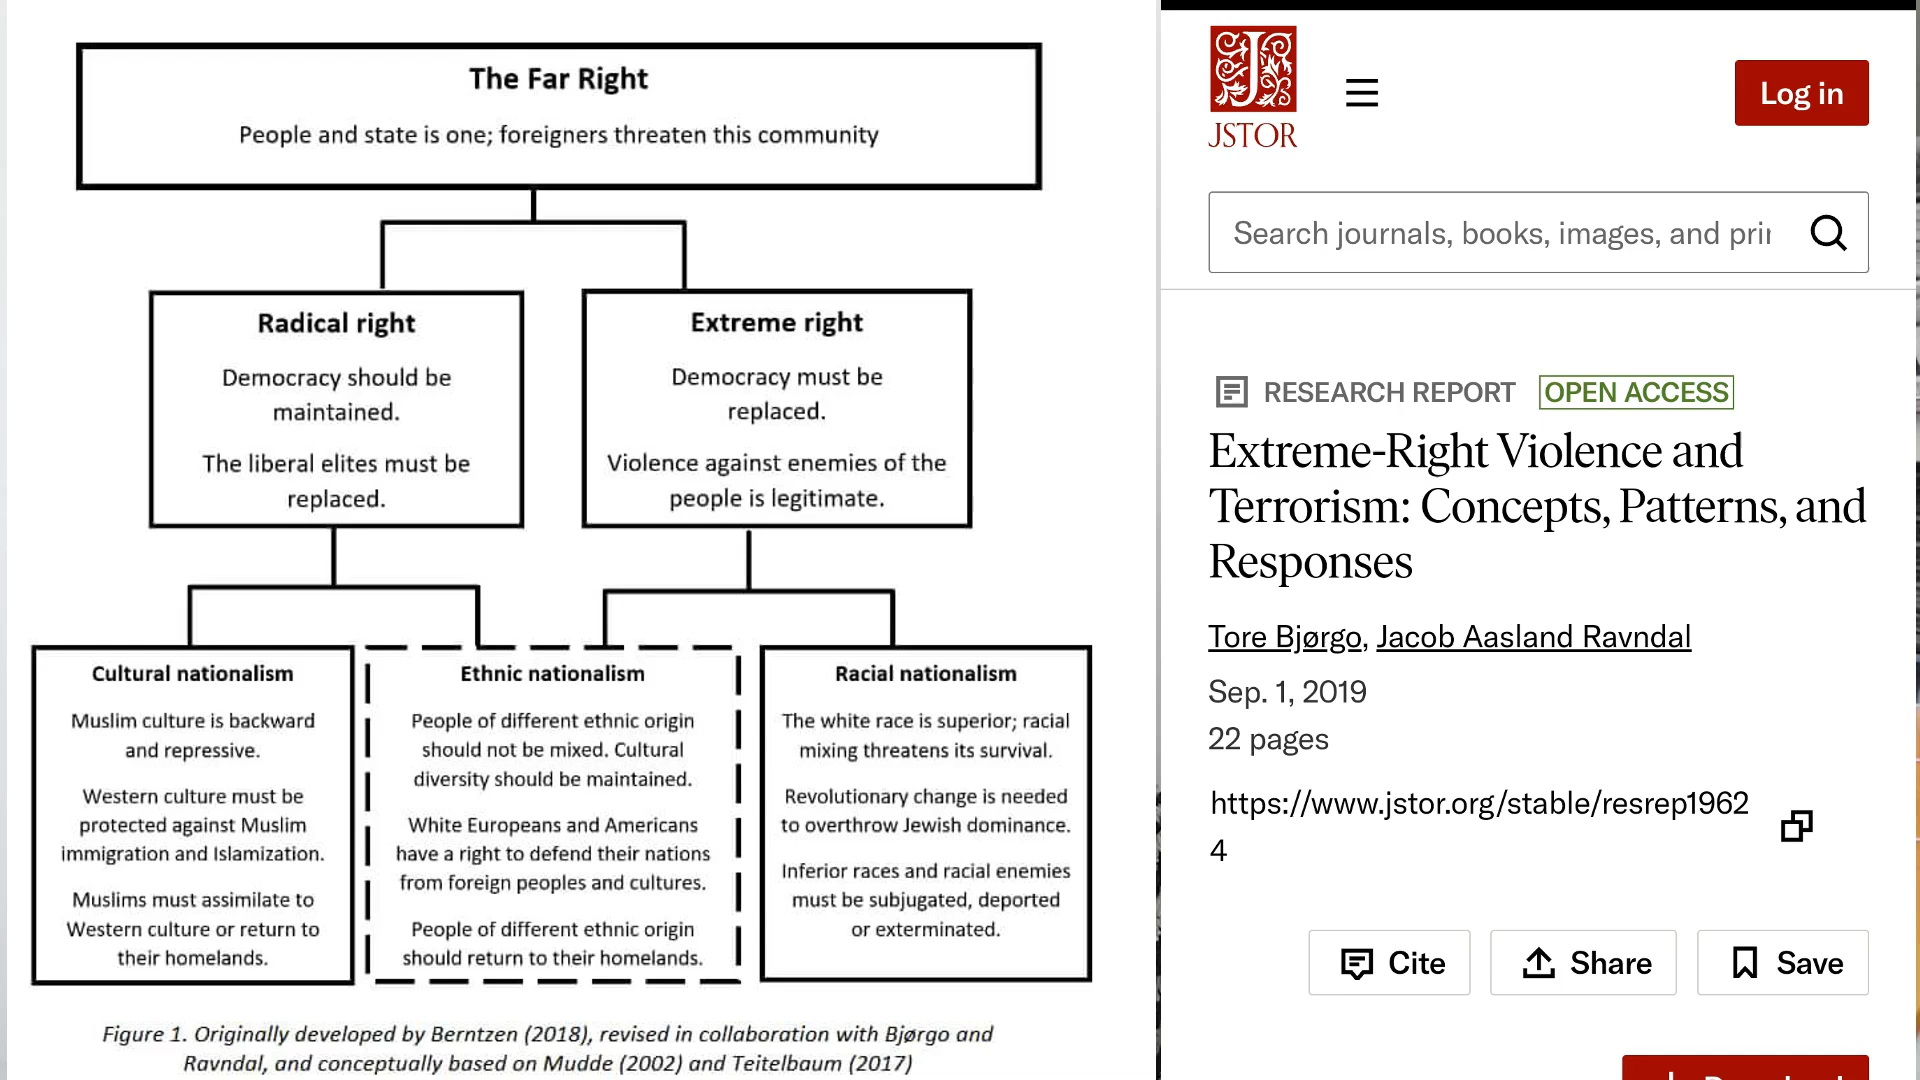 The Far Right
People and state is one; foreigners threaten this community
Radical right
Democracy should be
maintained.
The liberal elites must be
replaced.
Extreme right
Democracy must be
replaced.
Violence against enemies of the
people is legitimate.
Cultural nationalism
Muslim culture is backward
and repressive.
Western culture must be
protected against Muslim
immigration and Islamization.
Muslims must assimilate to
Western culture or return to
their homelands.
Ethnic nationalism
People of different ethnic origin
should not be mixed. Cultural
diversity should be maintained.
White Europeans and Americans
have a right to defend their nations
from foreign peoples and cultures.
People of different ethnic origin
should return to their homelands.
Racial nationalism
The white race is superior; racial
mixing threatens its survival.
Revolutionary change is needed
to overthrow Jewish dominance.
Inferior races and racial enemies
must be subjugated, deported
or exterminated.
Figure 1. Originally developed by Berntzen (2018), revised in collaboration with Bjørgo and
Ravndal, and conceptually based on Mudde (2002) and Teitelbaum (2017)
JSTOR
Log in
Search journals, books, images, and prir
RESEARCH REPORT OPEN ACCESS
Extreme-Right Violence and
Terrorism: Concepts, Patterns, and
Responses
Tore Bjørgo, Jacob Aasland Ravndal
Sep. 1, 2019
22 pages
https://www.jstor.org/stable/resrep1962
4
Cite
Share
Save